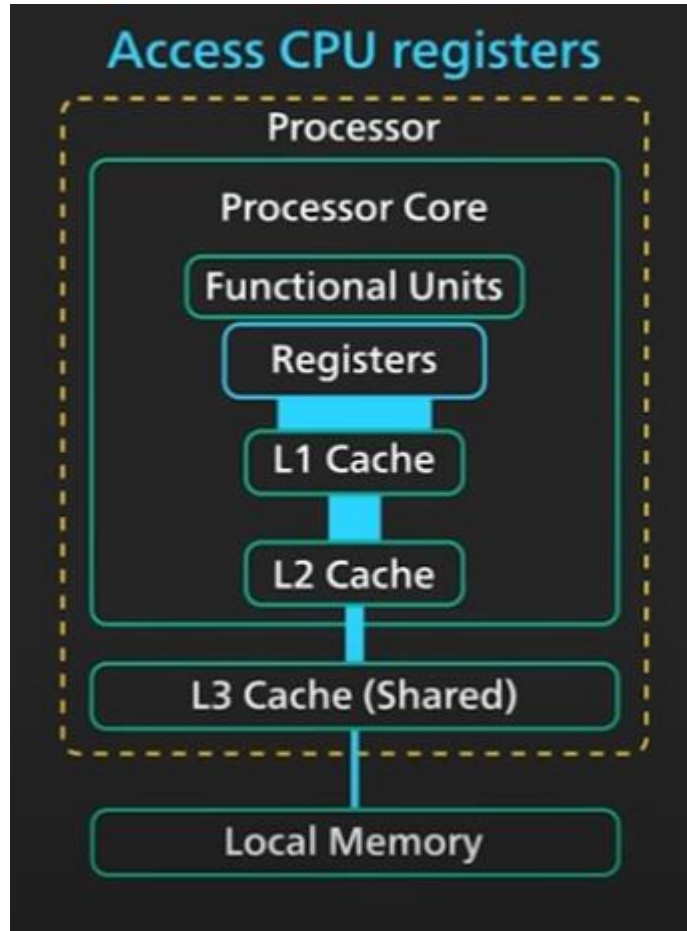 Access CPU registers
Processor
Processor Core
Functional Units
Registers
L1 Cache
L2 Cache
L3 Cache (Shared)
Local Memory